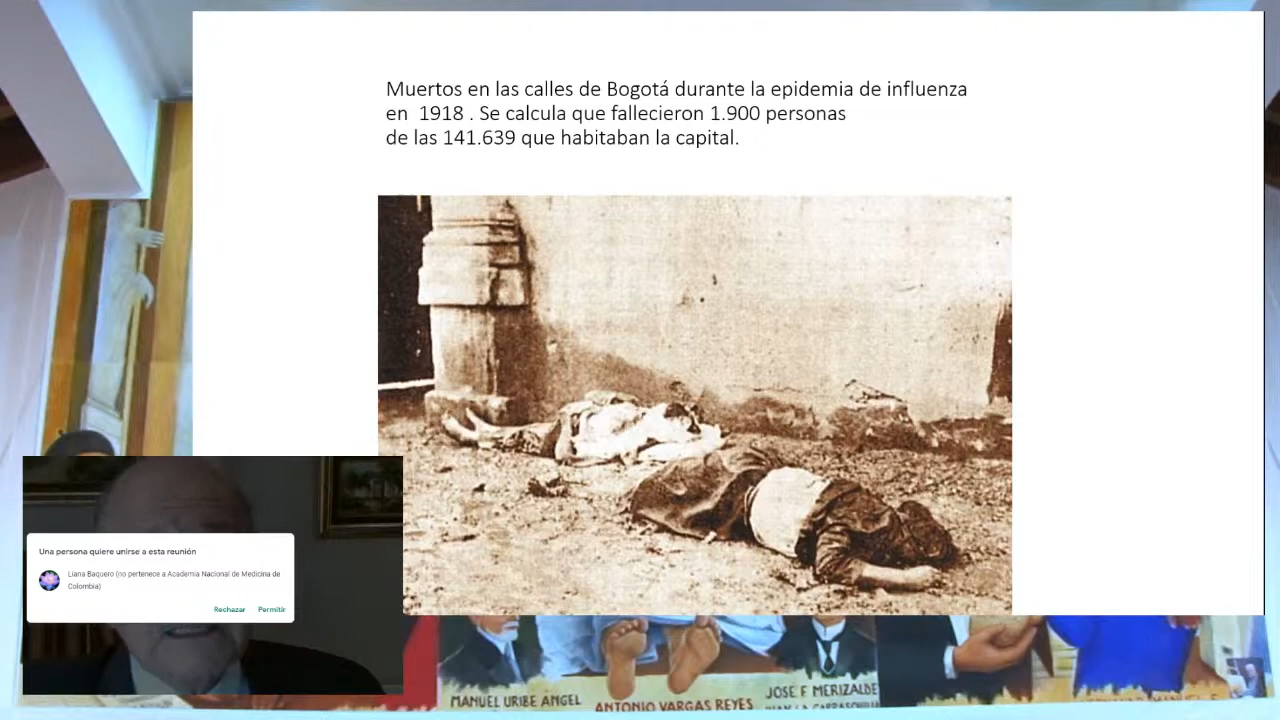 Muertos en las calles de Bogotá durante la epidemia de influenza
en 1918 . Se calcula que fallecieron 1.900 personas
de las 141.639 que habitaban la capital.
Una persona quiere unirse a esta reunión
Liana Baquero (no pertenece a Academia Nacional de Medicina de
Colombia)
Rechazar Permitir
MANUEL URIBE ÁNGEL
ANTONIO VARGAS REYES
JOSE F. MERIZALDE